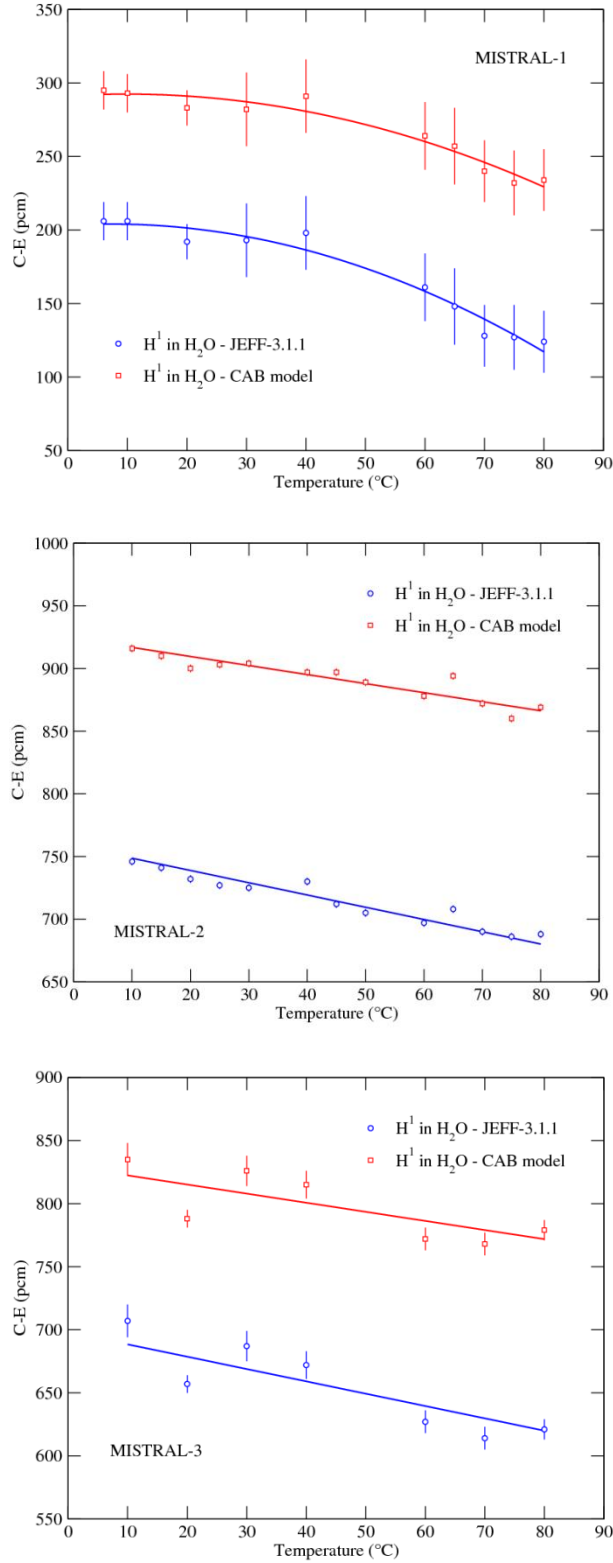 350
300
250
200
150
100
50
C-E (pcm)
MISTRAL-1
H¹ in H₂O - JEFF-3.1.1
H¹ in H₂O - CAB model
0 10 20 30 40 50 60 70 80 90
Temperature (°C)
1000
950
900
850
800
750
700
650
C-E (pcm)
H¹ in H₂O - JEFF-3.1.1
H¹ in H₂O - CAB model
MISTRAL-2
0 10 20 30 40 50 60 70 80 90
Temperature (°C)
900
850
800
750
700
650
600
550
C-E (pcm)
H¹ in H₂O - JEFF-3.1.1
H¹ in H₂O - CAB model
MISTRAL-3
0 10 20 30 40 50 60 70 80 90
Temperature (°C)